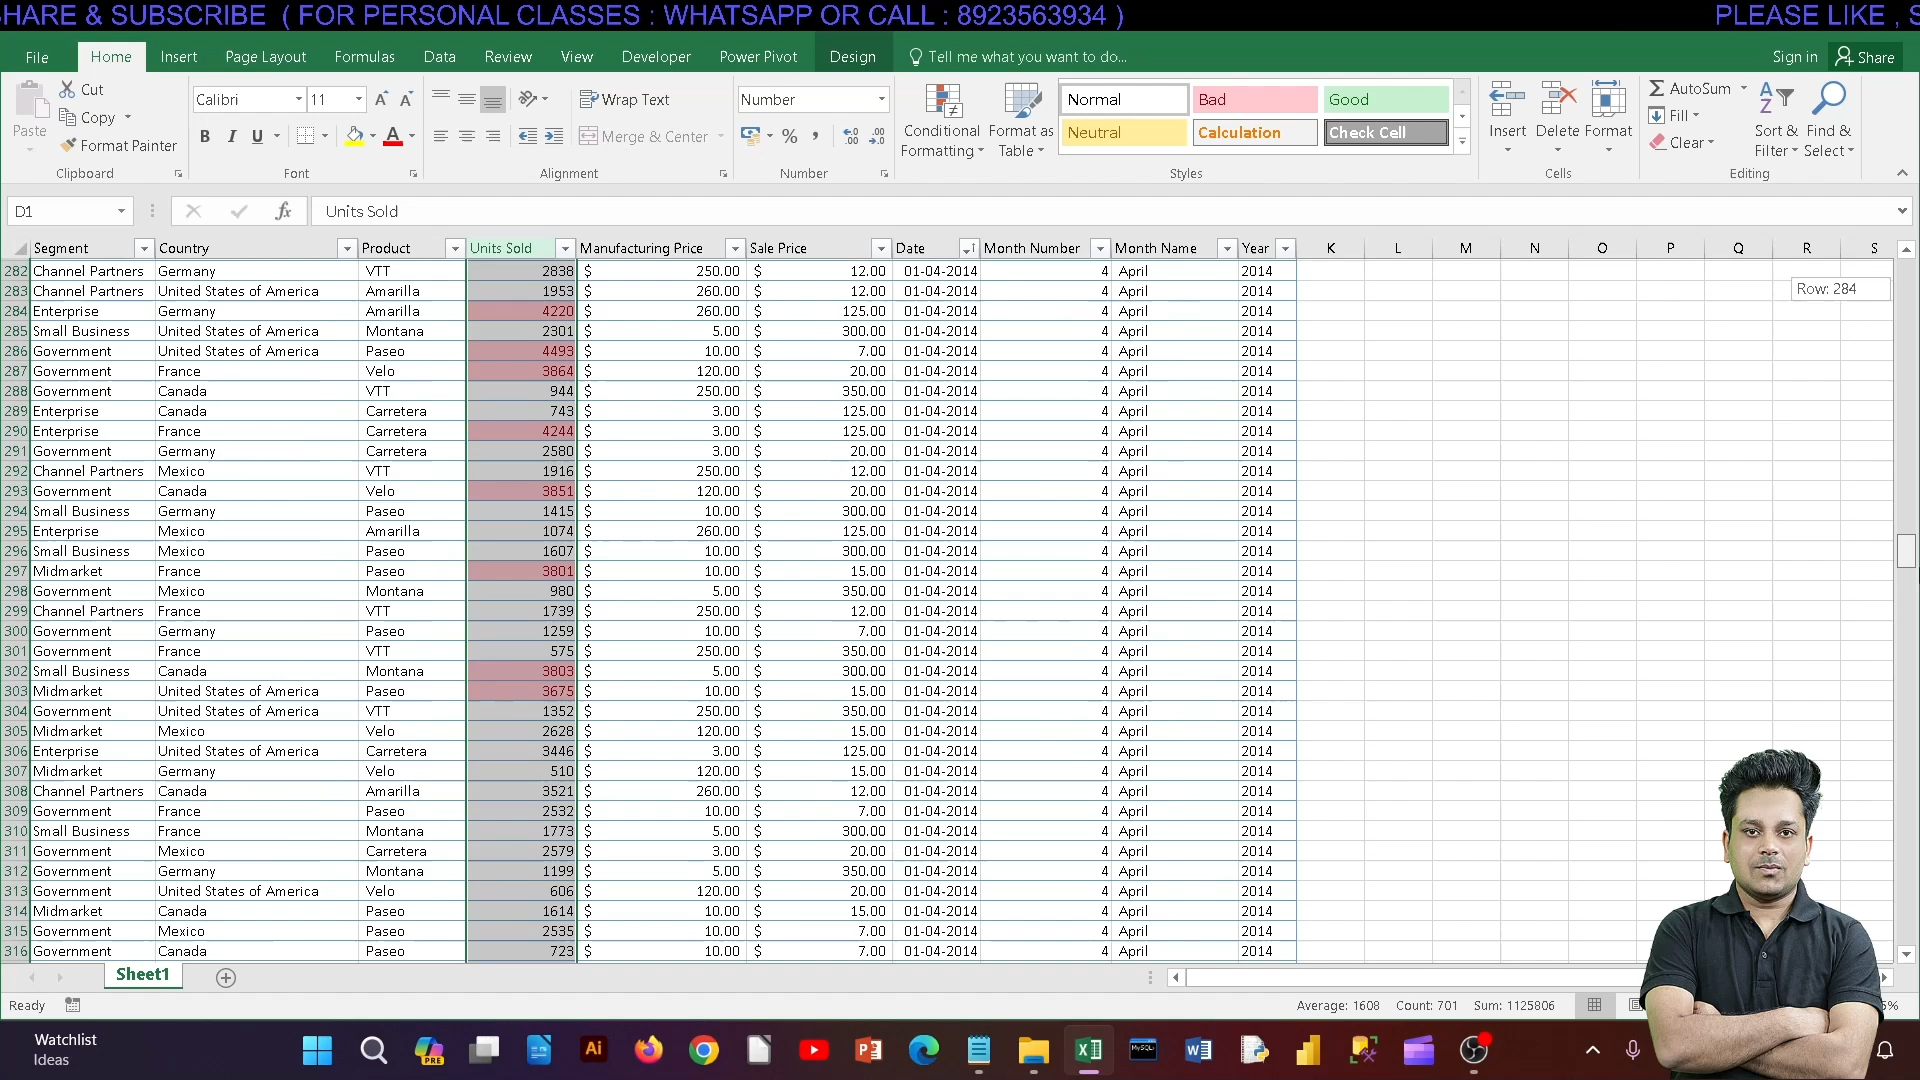 SHARE & SUBSCRIBE ( FOR PERSONAL CLASSES : WHATSAPP OR CALL : 8923563934 ) PLEASE LIKE , S
File Home Insert Page Layout Formulas Data Review View Developer Power Pivot Design Tell me what you want to do... Sign in Share
Cut
Copy
Format Painter
Paste
Clipboard
Calibri 11
B I U
Font
Wrap Text
Merge & Center
Alignment
Number
% ,
Number
Conditional Formatting
Format as Table
Normal Bad Good
Neutral Calculation Check Cell
Styles
Insert Delete Format
Cells
AutoSum
Fill
Clear
Sort & Filter
Find & Select
Editing
D1 fx Units Sold
Segment Country Product Units Sold Manufacturing Price Sale Price Date Month Number Month Name Year K L M N O P Q R S
282 Channel Partners Germany VTT 2838 $ 250.00 $ 12.00 01-04-2014 4 April 2014
283 Channel Partners United States of America Amarilla 1953 $ 260.00 $ 12.00 01-04-2014 4 April 2014 Row: 284
284 Enterprise Germany Amarilla 4220 $ 260.00 $ 125.00 01-04-2014 4 April 2014
285 Small Business United States of America Montana 2301 $ 5.00 $ 300.00 01-04-2014 4 April 2014
286 Government United States of America Paseo 4493 $ 10.00 $ 7.00 01-04-2014 4 April 2014
287 Government France Velo 3864 $ 120.00 $ 20.00 01-04-2014 4 April 2014
288 Government Canada VTT 944 $ 250.00 $ 350.00 01-04-2014 4 April 2014
289 Enterprise Canada Carretera 743 $ 3.00 $ 125.00 01-04-2014 4 April 2014
290 Enterprise France Carretera 4244 $ 3.00 $ 125.00 01-04-2014 4 April 2014
291 Government Germany Carretera 2580 $ 3.00 $ 20.00 01-04-2014 4 April 2014
292 Channel Partners Mexico VTT 1916 $ 250.00 $ 12.00 01-04-2014 4 April 2014
293 Government Canada Velo 3851 $ 120.00 $ 20.00 01-04-2014 4 April 2014
294 Small Business Germany Paseo 1415 $ 10.00 $ 300.00 01-04-2014 4 April 2014
295 Enterprise Mexico Amarilla 1074 $ 260.00 $ 125.00 01-04-2014 4 April 2014
296 Small Business Mexico Paseo 1607 $ 10.00 $ 300.00 01-04-2014 4 April 2014
297 Midmarket France Paseo 3801 $ 10.00 $ 15.00 01-04-2014 4 April 2014
298 Government Mexico Montana 980 $ 5.00 $ 350.00 01-04-2014 4 April 2014
299 Channel Partners France VTT 1739 $ 250.00 $ 12.00 01-04-2014 4 April 2014
300 Government Germany Paseo 1259 $ 10.00 $ 7.00 01-04-2014 4 April 2014
301 Government France VTT 575 $ 250.00 $ 350.00 01-04-2014 4 April 2014
302 Small Business Canada Montana 3803 $ 5.00 $ 300.00 01-04-2014 4 April 2014
303 Midmarket United States of America Paseo 3675 $ 10.00 $ 15.00 01-04-2014 4 April 2014
304 Government United States of America VTT 1352 $ 250.00 $ 350.00 01-04-2014 4 April 2014
305 Midmarket Mexico Velo 2628 $ 120.00 $ 15.00 01-04-2014 4 April 2014
306 Enterprise United States of America Carretera 3446 $ 3.00 $ 125.00 01-04-2014 4 April 2014
307 Midmarket Germany Velo 510 $ 120.00 $ 15.00 01-04-2014 4 April 2014
308 Channel Partners Canada Amarilla 3521 $ 260.00 $ 12.00 01-04-2014 4 April 2014
309 Government France Paseo 2532 $ 10.00 $ 7.00 01-04-2014 4 April 2014
310 Small Business France Montana 1773 $ 5.00 $ 300.00 01-04-2014 4 April 2014
311 Government Mexico Carretera 2579 $ 3.00 $ 20.00 01-04-2014 4 April 2014
312 Government Germany Montana 1199 $ 5.00 $ 350.00 01-04-2014 4 April 2014
313 Government United States of America Velo 606 $ 120.00 $ 20.00 01-04-2014 4 April 2014
314 Midmarket Canada Paseo 1614 $ 10.00 $ 15.00 01-04-2014 4 April 2014
315 Government Mexico Paseo 2535 $ 10.00 $ 7.00 01-04-2014 4 April 2014
316 Government Canada Paseo 723 $ 10.00 $ 7.00 01-04-2014 4 April 2014
Sheet1
Ready Average: 1608 Count: 701 Sum: 1125806 5%
Watchlist
Ideas
PRE Ai MySQL